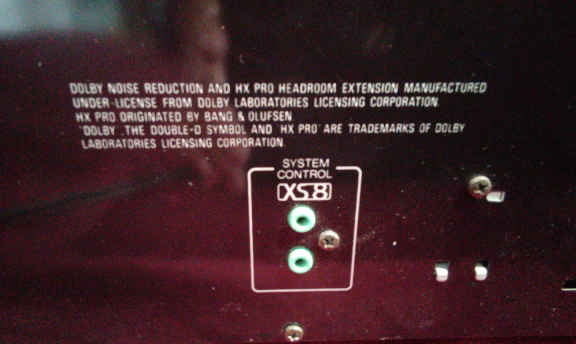 DOLBY NOISE REDUCTION AND HX PRO HEADROOM EXTENSION MANUFACTURED
UNDER LICENSE FROM DOLBY LABORATORIES LICENSING CORPORATION.
HX PRO ORIGINATED BY BANG & OLUFSEN
"DOLBY", THE DOUBLE-D SYMBOL AND "HX PRO" ARE TRADEMARKS OF DOLBY
LABORATORIES LICENSING CORPORATION.
SYSTEM
CONTROL
XS8